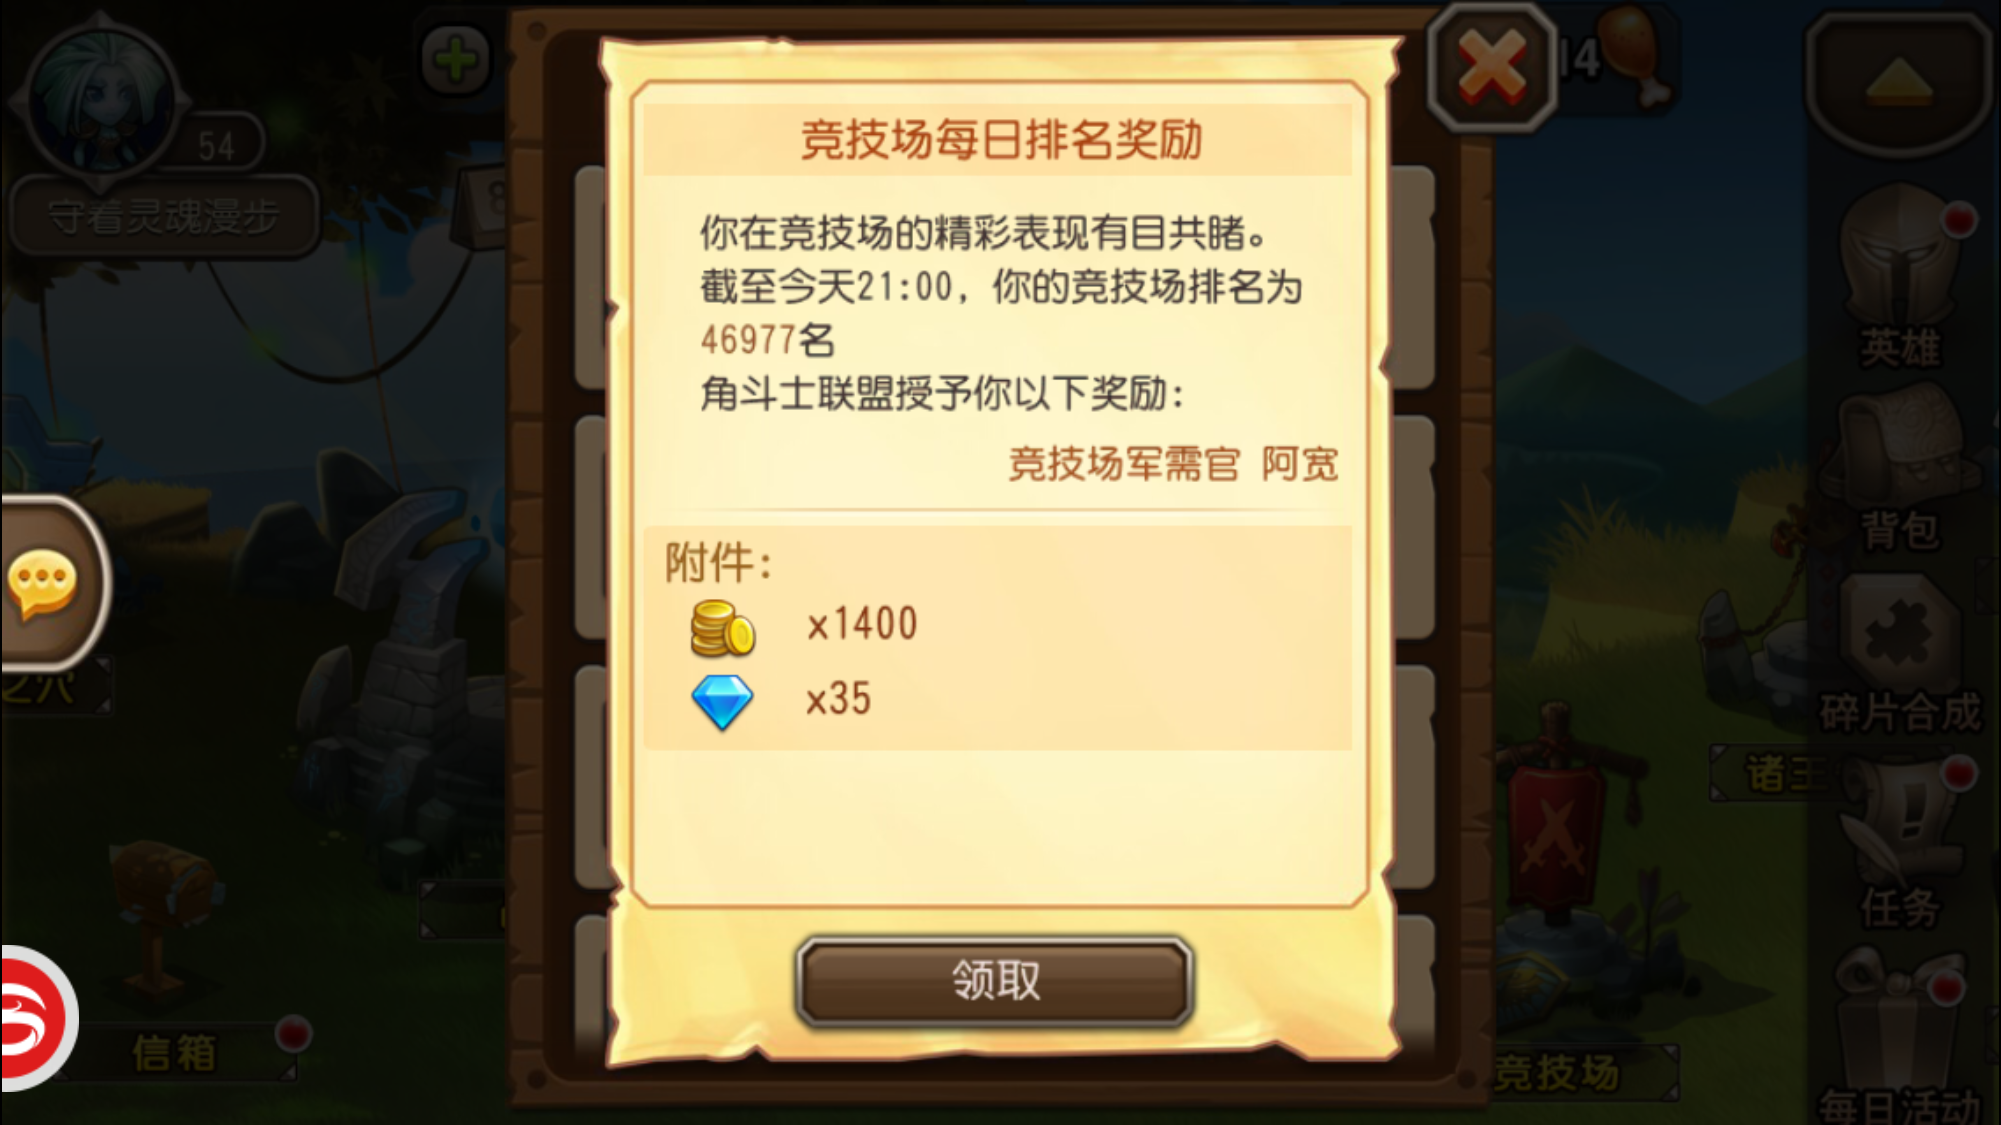 竞技场每日排名奖励
你在竞技场的精彩表现有目共睹。
截至今天21:00，你的竞技场排名为
46977名
角斗士联盟授予你以下奖励：
竞技场军需官 阿宽
附件：
x1400
x35
领取
54
守着灵魂漫步
14
英雄
背包
碎片合成
诸王
任务
每日活动
之穴
信箱
竞技场